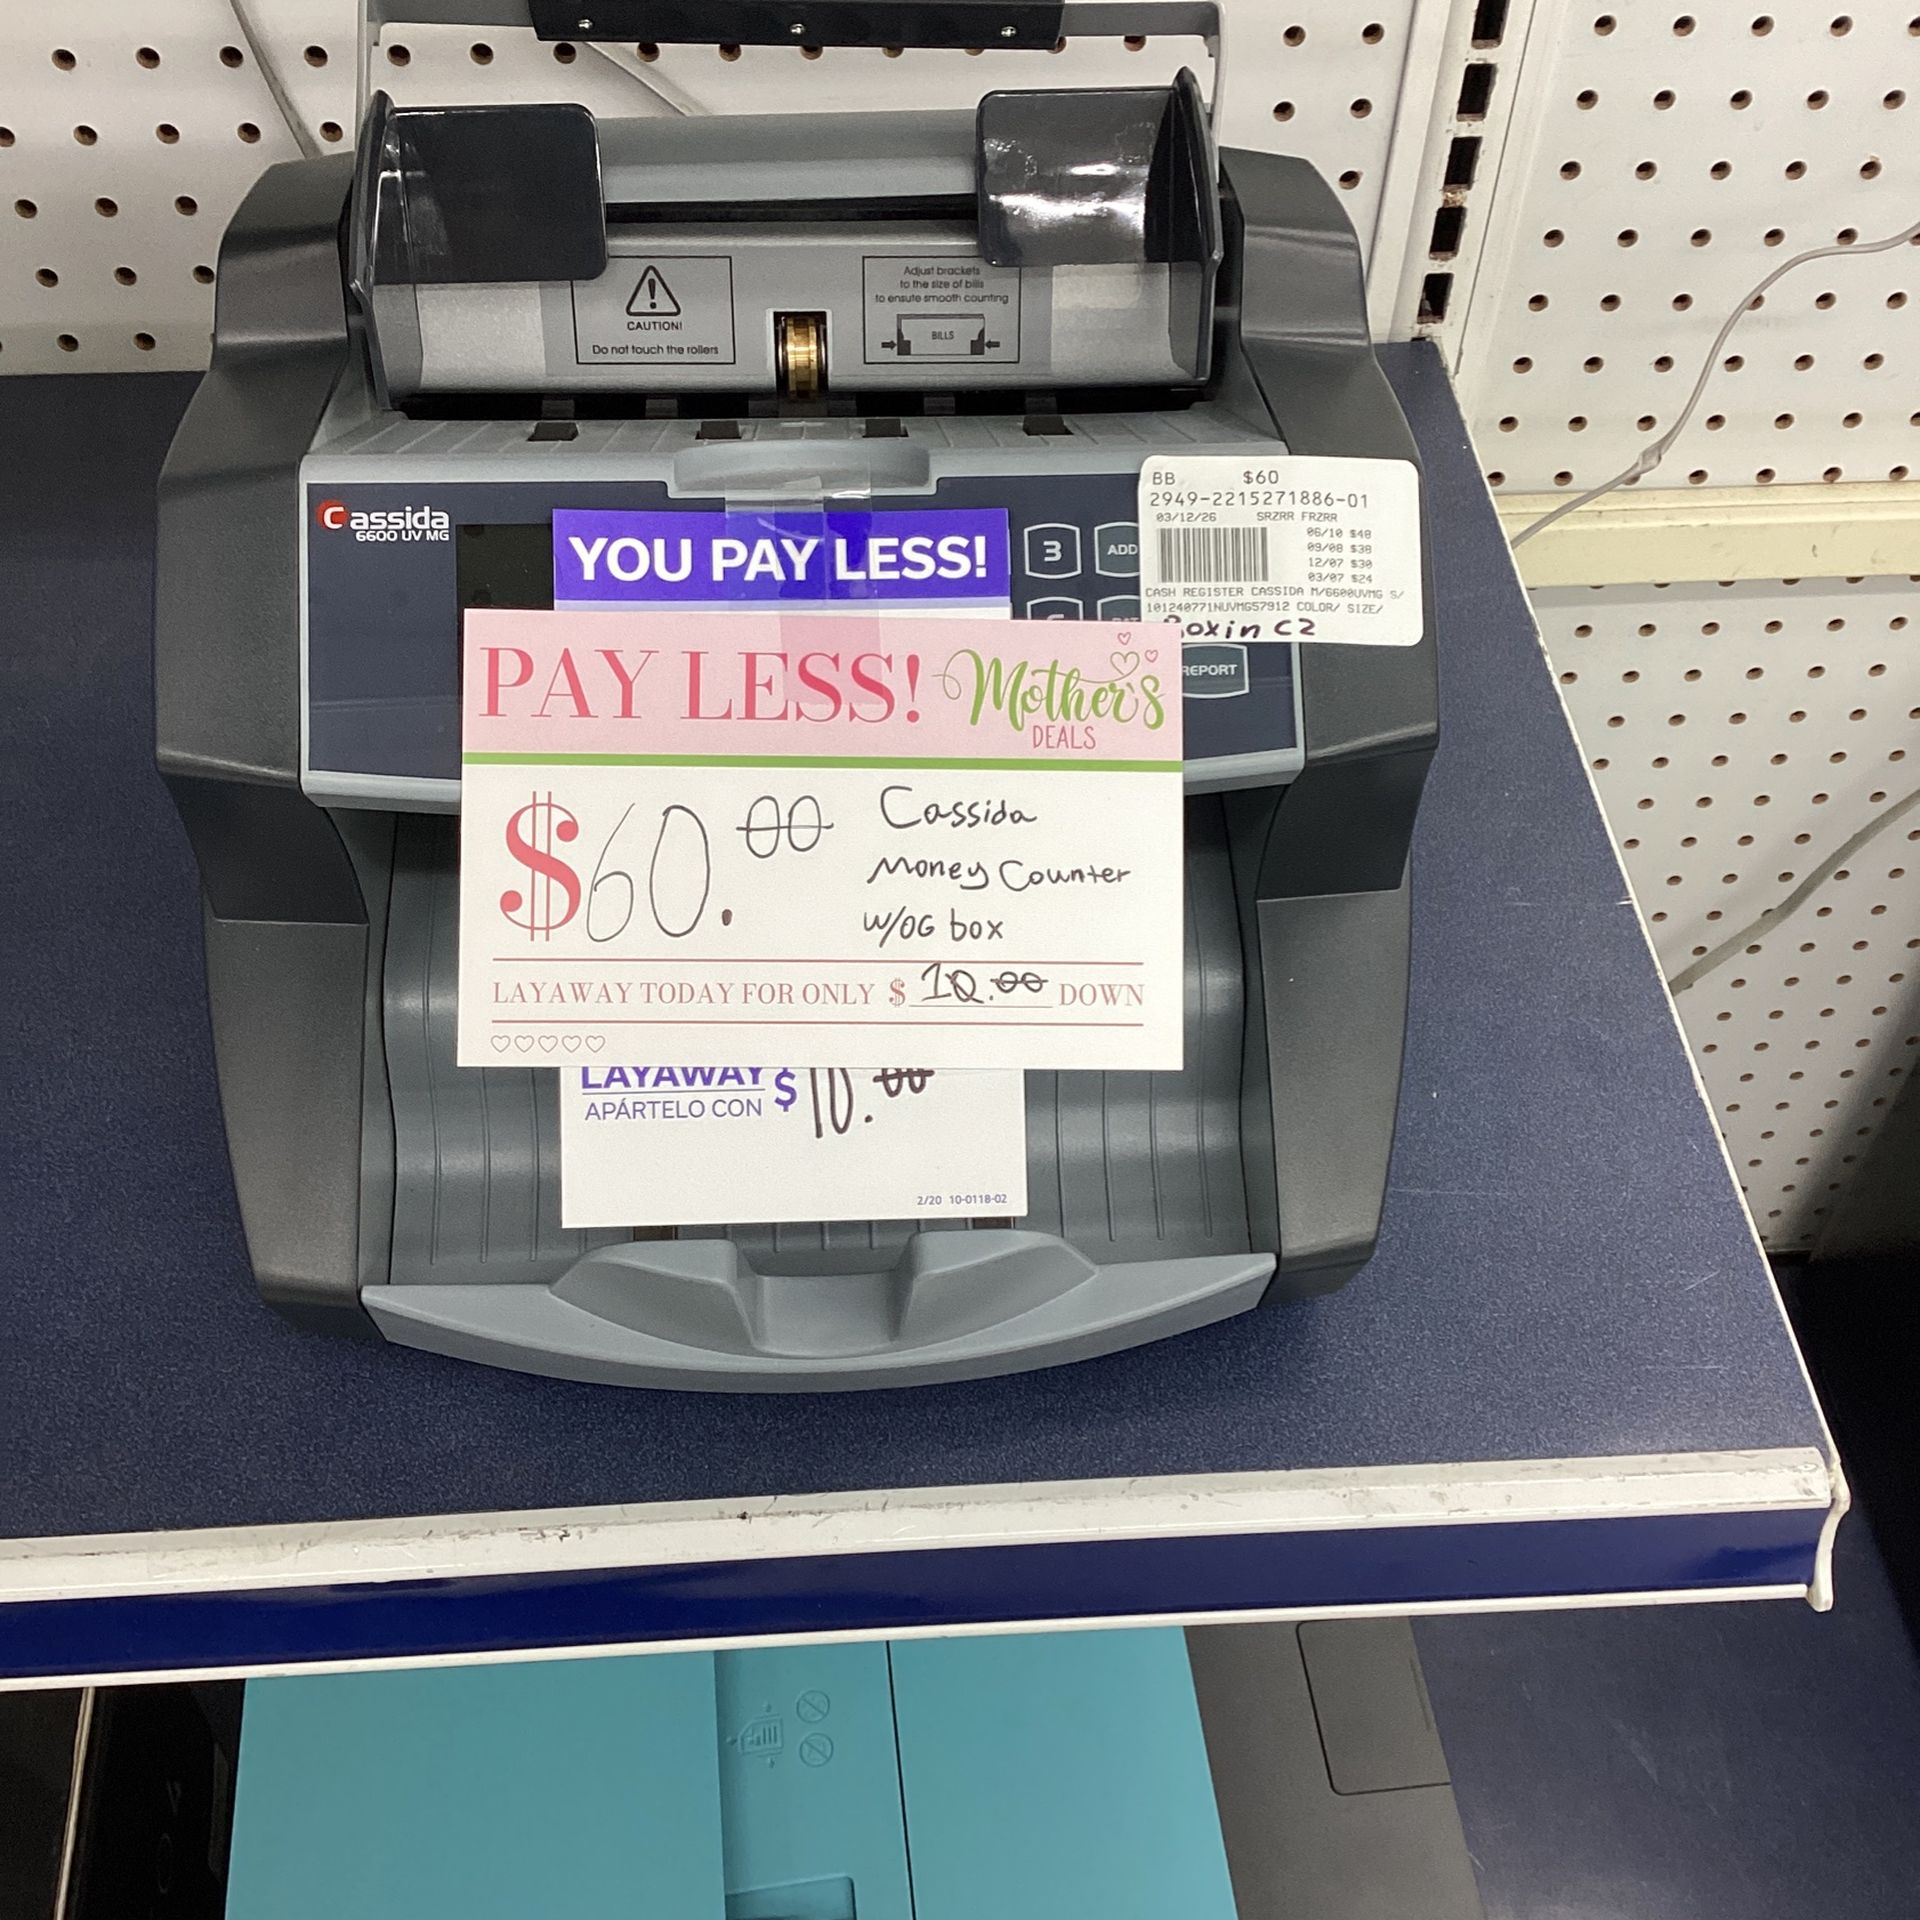 CAUTION!
Do not touch the rollers
Adjust brackets
to the size of bills
to ensute smooth counting
BILLS
Cassida
6600 UV MG
YOU PAY LESS!
3
ADD
REPORT
BB $60
2949-2215271886-01
03/12/26 SRZRR FRZRR
06/10 $48
09/08 $38
12/07 $30
03/07 $24
CASH REGISTER CASSIDA M/6600UVMG S/
101240771NUVMG57912 COLOR/ SIZE/
Box in C2
PAY LESS! Mother's
DEALS
$60.00
Cassida
Money Counter
w/OG box
LAYAWAY TODAY FOR ONLY $ 10.00 DOWN
LAYAWAY $ 10.00
APÁRTELO CON
2/20 10-0118-02